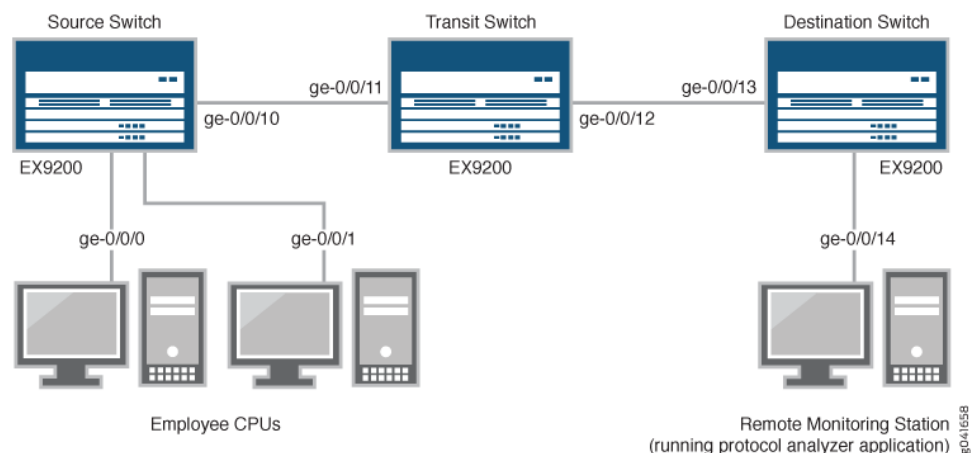 Source Switch
Transit Switch
Destination Switch
ge-0/0/11
ge-0/0/13
ge-0/0/10
ge-0/0/12
EX9200
EX9200
EX9200
ge-0/0/0
ge-0/0/1
ge-0/0/14
Employee CPUs
Remote Monitoring Station
(running protocol analyzer application)
g041658